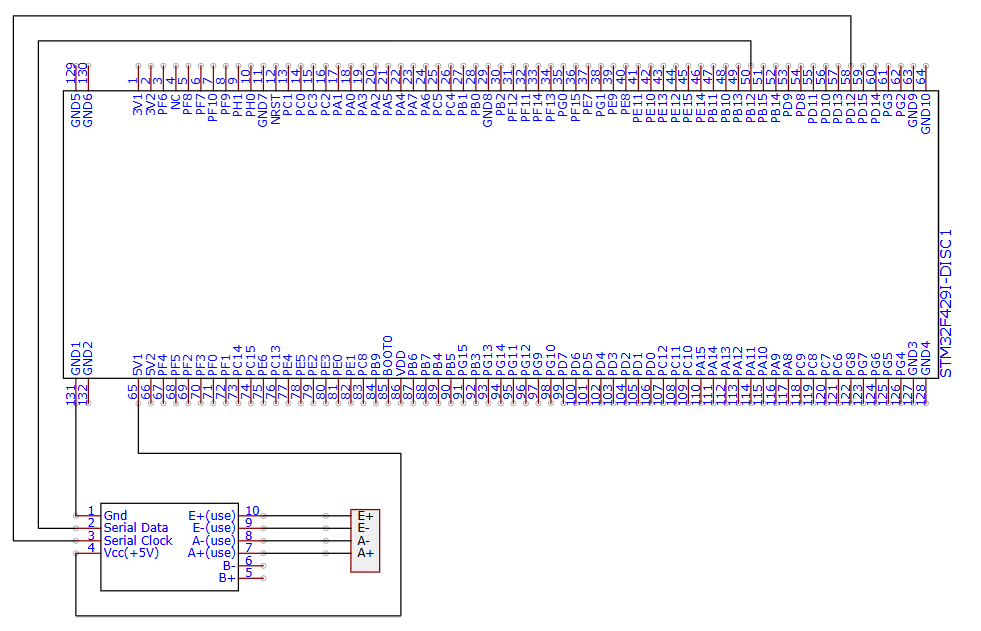 129 130 1 2 3 4 5 6 7 8 9 10 11 12 13 14 15 16 17 18 19 20 21 22 23 24 25 26 27 28 29 30 31 32 33 34 35 36 37 38 39 40 41 42 43 44 45 46 47 48 49 50 51 52 53 54 55 56 57 58 59 60 61 62 63 64
GND5 GND6 3V1 3V2 PF6 NC PF8 PF7 PF10 PF9 PH1 PH0 GND7 NRST PC1 PC0 PC3 PC2 PA1 PA0 PA3 PA2 PA5 PA4 PA7 PA6 PC5 PC4 PB1 PB0 GND8 PB2 PF12 PF11 PF14 PF13 PG0 PF15 PE7 PG1 PE9 PE8 PE11 PE10 PE13 PE12 PE15 PE14 PB11 PB10 PB13 PB12 PB15 PB14 PD9 PD8 PD11 PD10 PD13 PD12 PD15 PD14 PG3 PG2 GND9 GND10
STM32F429I-DISC1
GND1 GND2 5V1 5V2 PF4 PF5 PF2 PF3 PF0 PF1 PC14 PC15 PE6 PC13 PE4 PE5 PE2 PE3 PE0 PE1 PC8 PB9 BOOT0 VDD PB6 PB7 PB4 PB5 PG15 PB3 PG13 PG14 PG11 PG12 PG9 PG10 PD7 PD6 PD5 PD4 PD3 PD2 PD1 PD0 PC12 PC11 PC10 PA15 PA14 PA13 PA12 PA11 PA10 PA9 PA8 PC9 PC8 PC7 PC6 PG8 PG7 PG6 PG5 PG4 GND3 GND4
131 132 65 66 67 68 69 70 71 72 73 74 75 76 77 78 79 80 81 82 83 84 85 86 87 88 89 90 91 92 93 94 95 96 97 98 99 100 101 102 103 104 105 106 107 108 109 110 111 112 113 114 115 116 117 118 119 120 121 122 123 124 125 126 127 128
1 Gnd E+(use) 10 E+
2 Serial Data E-(use) 9 E-
3 Serial Clock A-(use) 8 A-
4 Vcc(+5V) A+(use) 7 A+
B- 6
B+ 5